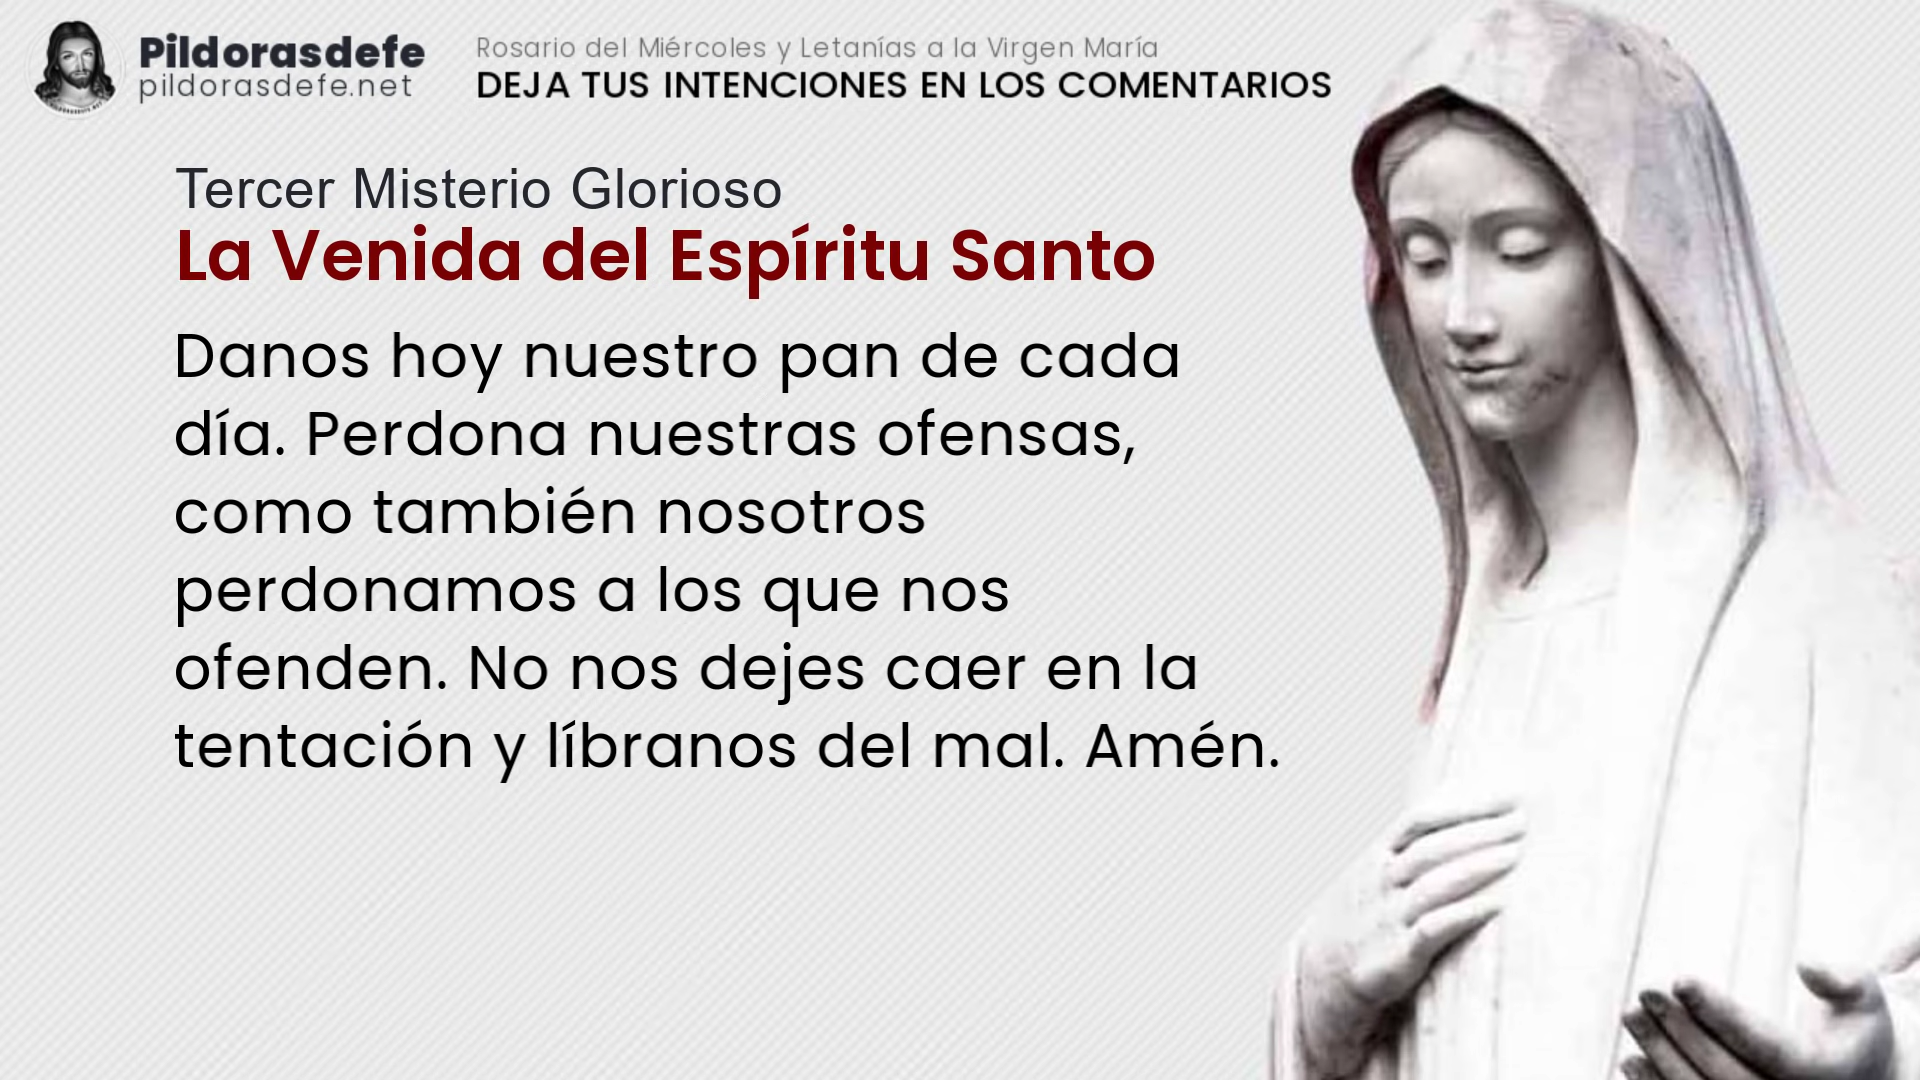 Pildorasdefe
pildorasdefe.net
Rosario del Miércoles y Letanías a la Virgen María
DEJA TUS INTENCIONES EN LOS COMENTARIOS
Tercer Misterio Glorioso
La Venida del Espíritu Santo
Danos hoy nuestro pan de cada
día. Perdona nuestras ofensas,
como también nosotros
perdonamos a los que nos
ofenden. No nos dejes caer en la
tentación y líbranos del mal. Amén.